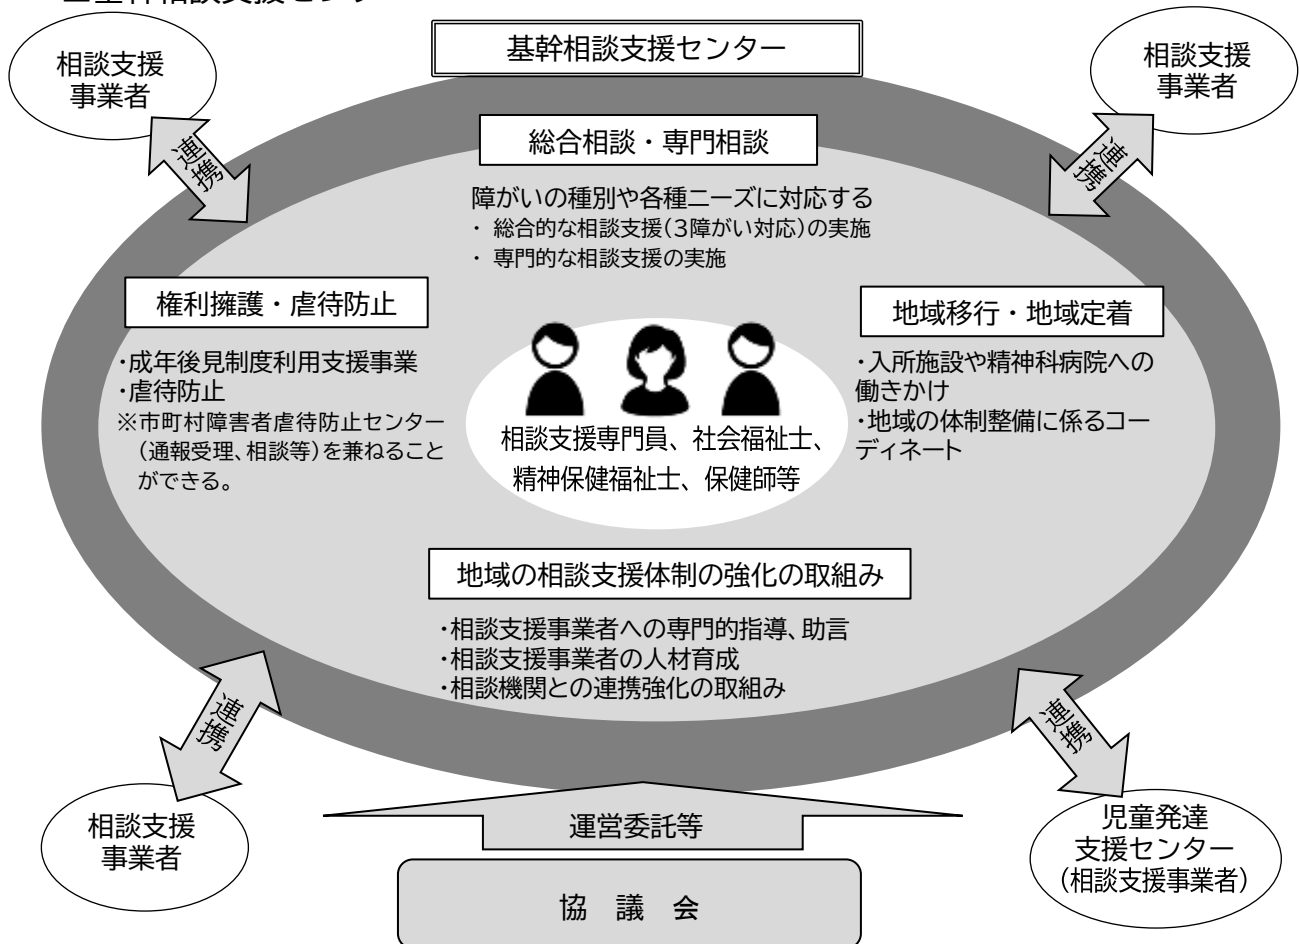 基幹相談支援センター
相談支援
事業者
連携
相談支援
事業者
連携
総合相談・専門相談
障がいの種別や各種ニーズに対応する
・ 総合的な相談支援(3障がい対応)の実施
・ 専門的な相談支援の実施
権利擁護・虐待防止
・成年後見制度利用支援事業
・虐待防止
※市町村障害者虐待防止センター
(通報受理、相談等)を兼ねること
ができる。
地域移行・地域定着
・入所施設や精神科病院への
働きかけ
・地域の体制整備に係るコー
ディネート
相談支援専門員、社会福祉士、
精神保健福祉士、保健師等
地域の相談支援体制の強化の取組み
・相談支援事業者への専門的指導、助言
・相談支援事業者の人材育成
・相談機関との連携強化の取組み
連携
相談支援
事業者
連携
児童発達
支援センター
(相談支援事業者)
運営委託等
協 議 会